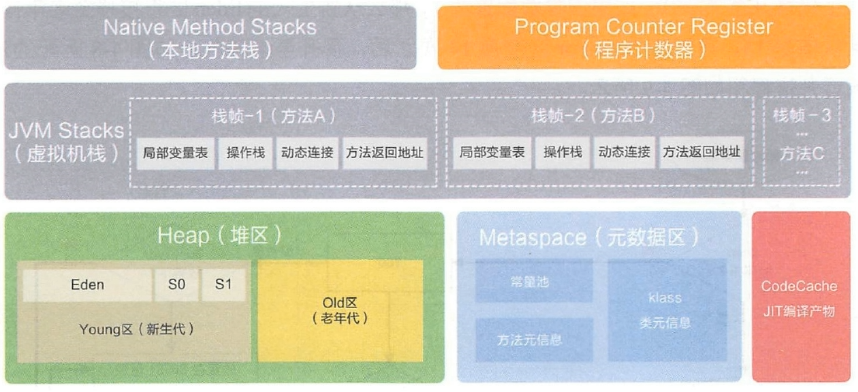 Native Method Stacks
（本地方法栈）
Program Counter Register
（程序计数器）
JVM Stacks
（虚拟机栈）
栈帧-1（方法A）
局部变量表
操作栈
动态连接
方法返回地址
栈帧-2（方法B）
局部变量表
操作栈
动态连接
方法返回地址
栈帧-3
...
方法C
...
Heap（堆区）
Eden
S0
S1
Young区（新生代）
Old区
（老年代）
Metaspace（元数据区）
常量池
方法元信息
klass
类元信息
CodeCache
JIT编译产物